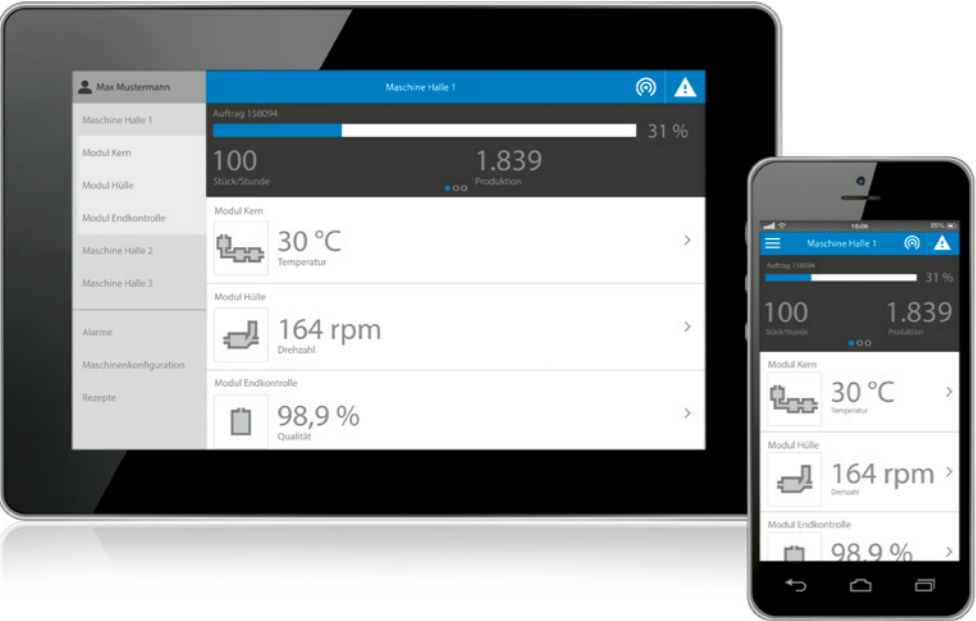 Max Mustermann
Maschine Halle 1
Modul Kern
Modul Hülle
Modul Endkontrolle
Maschine Halle 2
Maschine Halle 3
Alarme
Maschinenkonfiguration
Rezepte
Maschine Halle 1
Auftrag 158094
31 %
100
Stück/Stunde
1.839
Produktion
Modul Kern
30 °C
Temperatur
Modul Hülle
164 rpm
Drehzahl
Modul Endkontrolle
98,9 %
Qualität
15:06
85%
Maschine Halle 1
Auftrag 158094
31 %
100
Stück/Stunde
1.839
Produktion
Modul Kern
30 °C
Temperatur
Modul Hülle
164 rpm
Drehzahl
Modul Endkontrolle
98,9 %